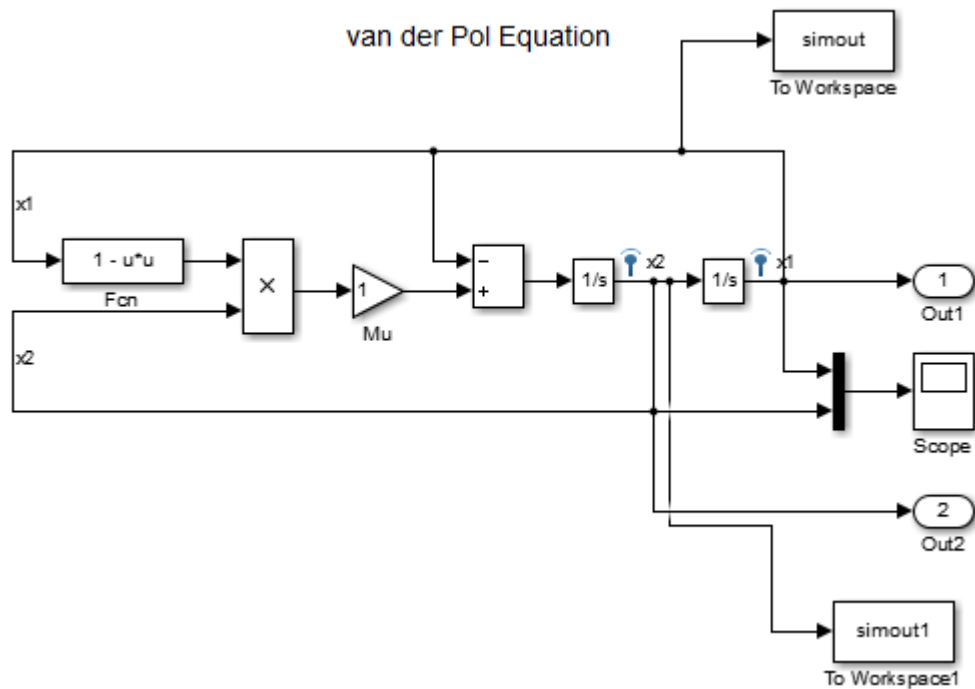 van der Pol Equation
simout
To Workspace
x1
1 - u*u
Fcn
×
1
Mu
−
+
1/s
x2
1/s
x1
1
Out1
x2
Scope
2
Out2
simout1
To Workspace1